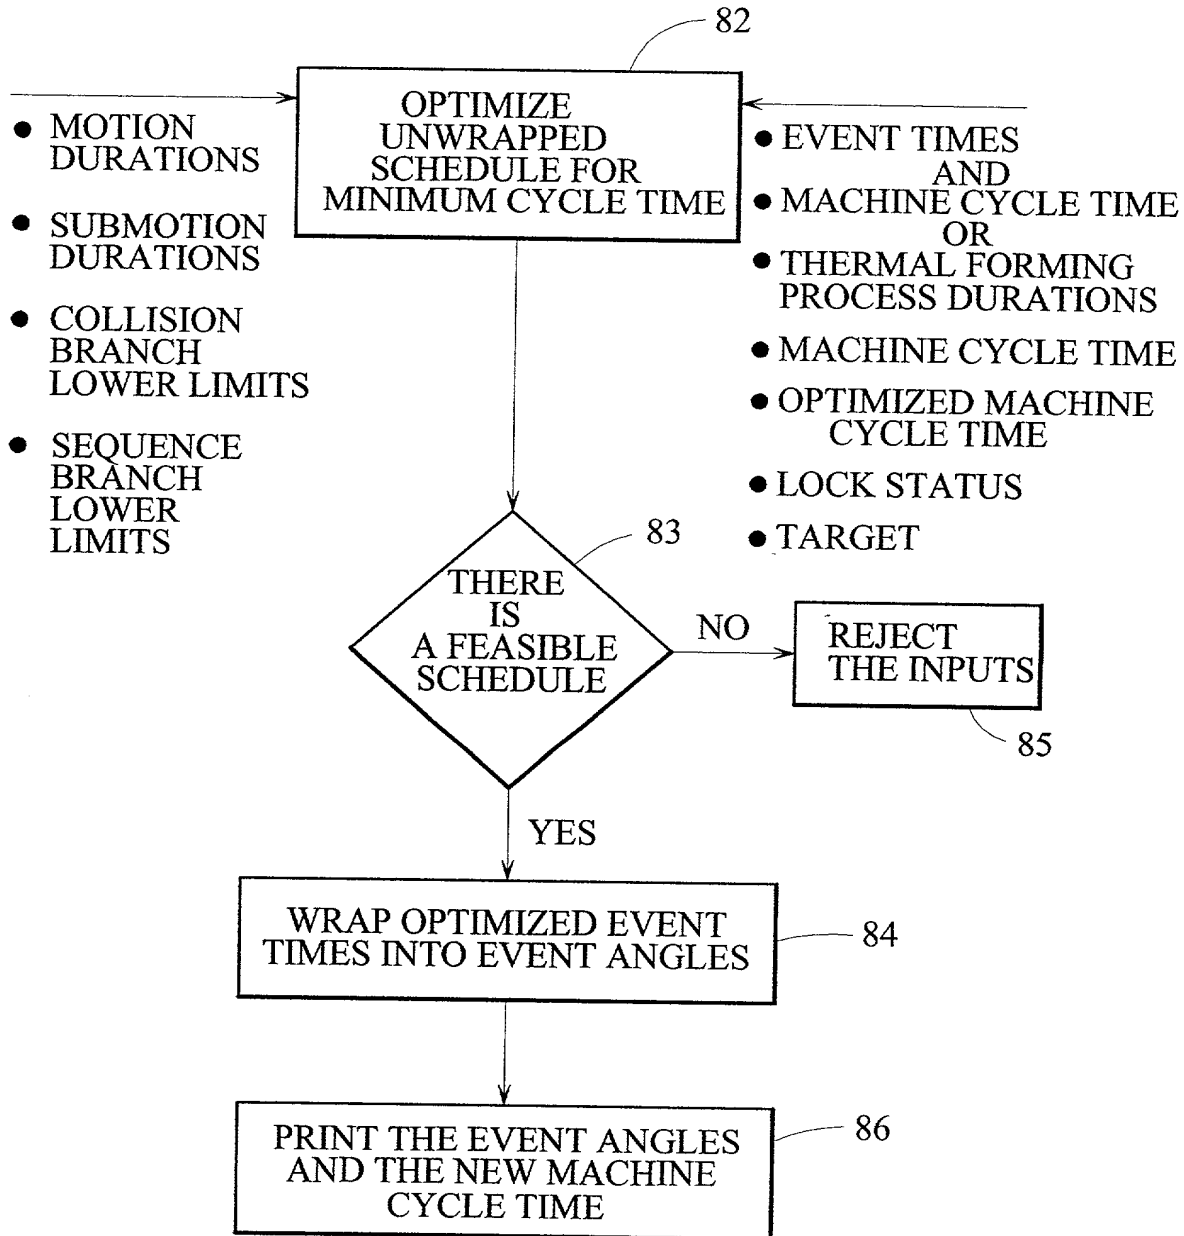 82
OPTIMIZE
UNWRAPPED
SCHEDULE FOR
MINIMUM CYCLE TIME
● MOTION
DURATIONS
● SUBMOTION
DURATIONS
● COLLISION
BRANCH
LOWER LIMITS
● SEQUENCE
BRANCH
LOWER
LIMITS
● EVENT TIMES
AND
● MACHINE CYCLE TIME
OR
● THERMAL FORMING
PROCESS DURATIONS
● MACHINE CYCLE TIME
● OPTIMIZED MACHINE
CYCLE TIME
● LOCK STATUS
● TARGET
83
THERE
IS
A FEASIBLE
SCHEDULE
NO
REJECT
THE INPUTS
85
YES
WRAP OPTIMIZED EVENT
TIMES INTO EVENT ANGLES
84
PRINT THE EVENT ANGLES
AND THE NEW MACHINE
CYCLE TIME
86